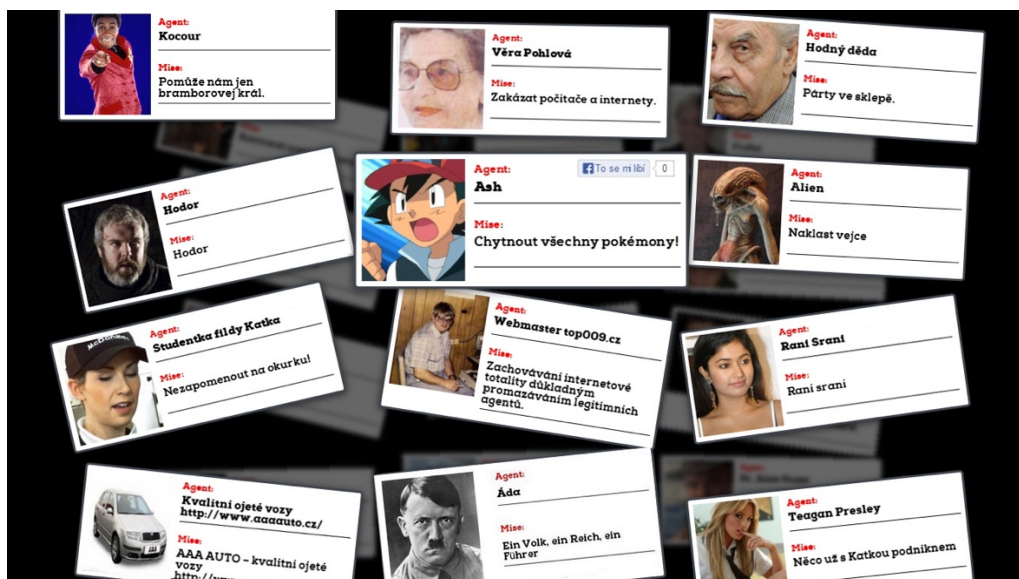 Agent:
Kocour
Mise:
Pomůže nám jen
bramborovej král.
Agent:
Věra Pohlová
Mise:
Zakázat počítače a internety.
Agent:
Hodný děda
Mise:
Párty ve sklepě.
Agent:
Hodor
Mise:
Hodor
Agent:
To se mi líbí 0
Ash
Mise:
Chytnout všechny pokémony!
Agent:
Alien
Mise:
Naklast vejce
Agent:
Studentka fildy Katka
Mise:
Nezapomenout na okurku!
Agent:
Webmaster top009.cz
Mise:
Zachovávání internetové
totality důkladným
promazáváním legitimních
agentů.
Agent:
Rani Srani
Mise:
Rani srani
Agent:
Kvalitní ojeté vozy
http://www.aaaauto.cz/
Mise:
AAA AUTO – kvalitní ojeté
vozy
AAA
Agent:
Áda
Mise:
Ein Volk, ein Reich, ein
Führer
Agent:
Teagan Presley
Mise:
Něco už s Katkou podniknem